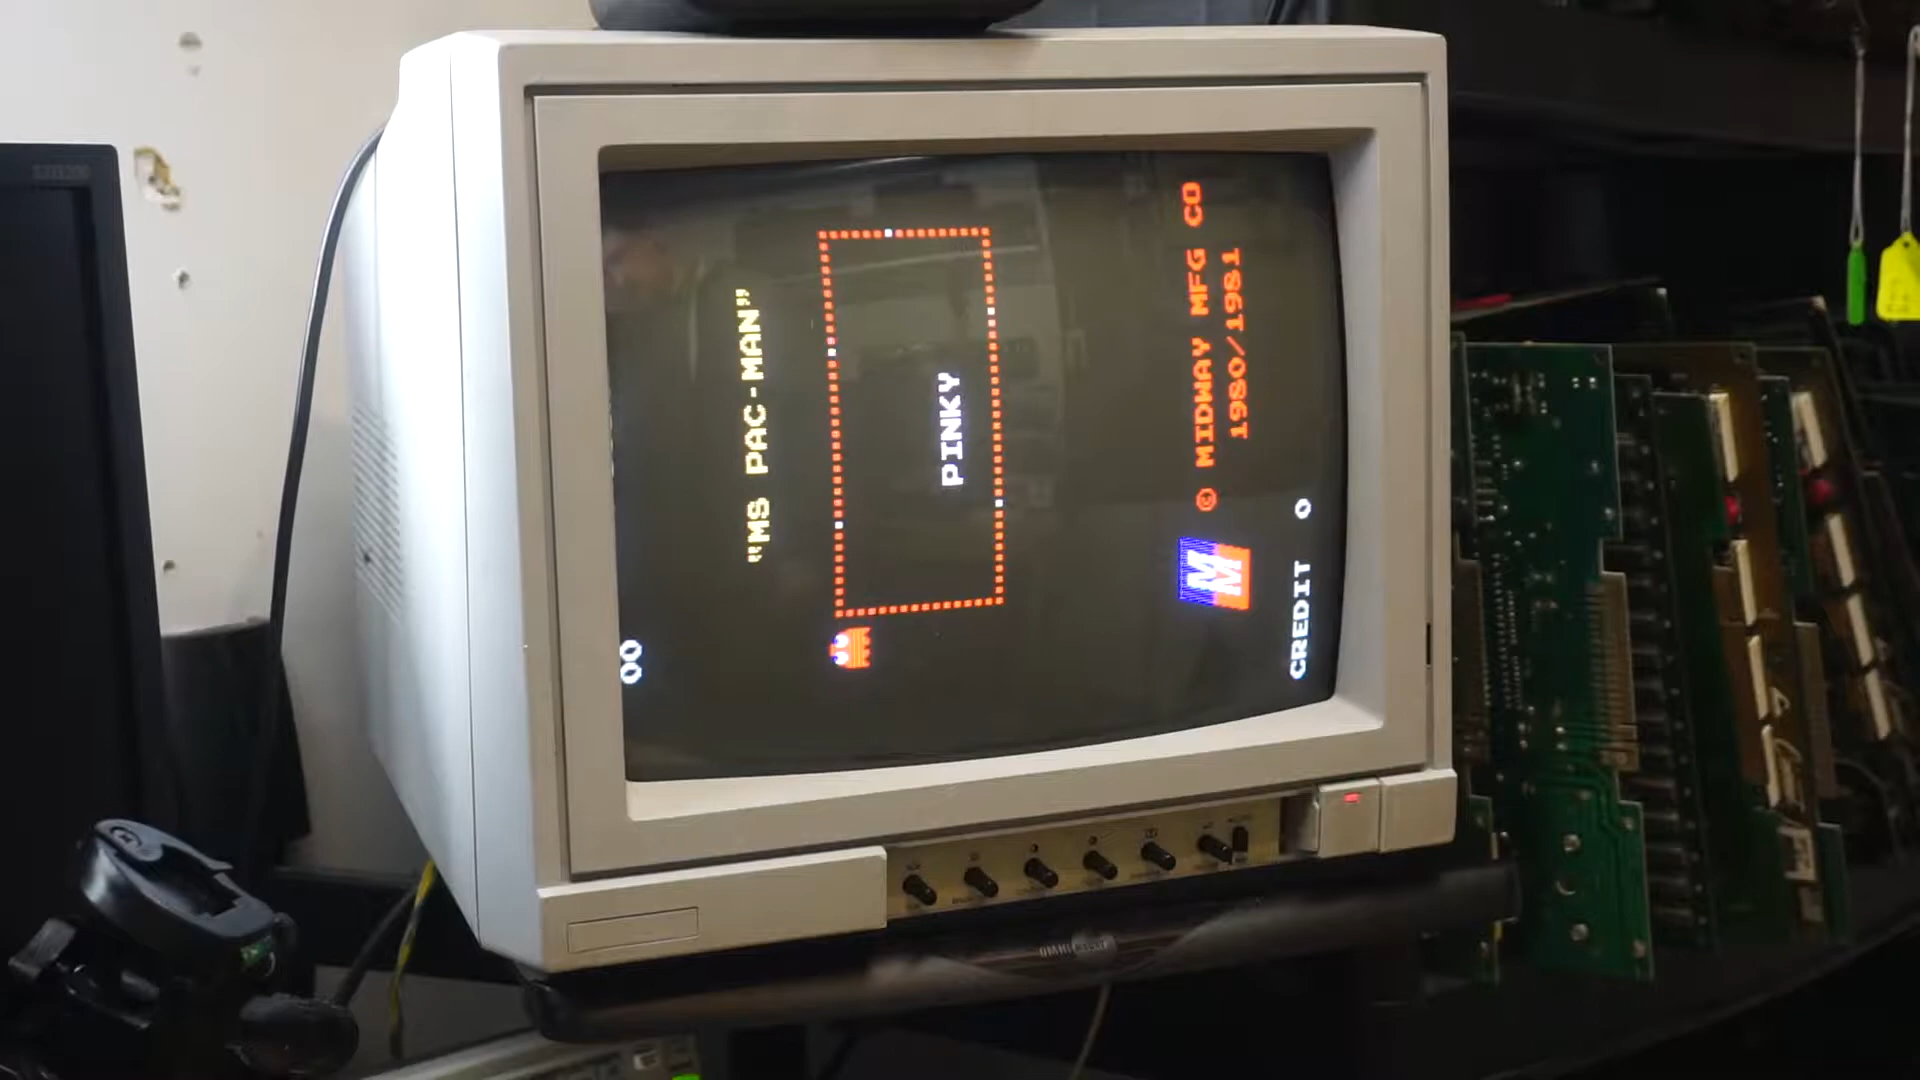 00
"MS PAC-MAN"
PINKY
© MIDWAY MFG CO
1980/1981
M
CREDIT 0